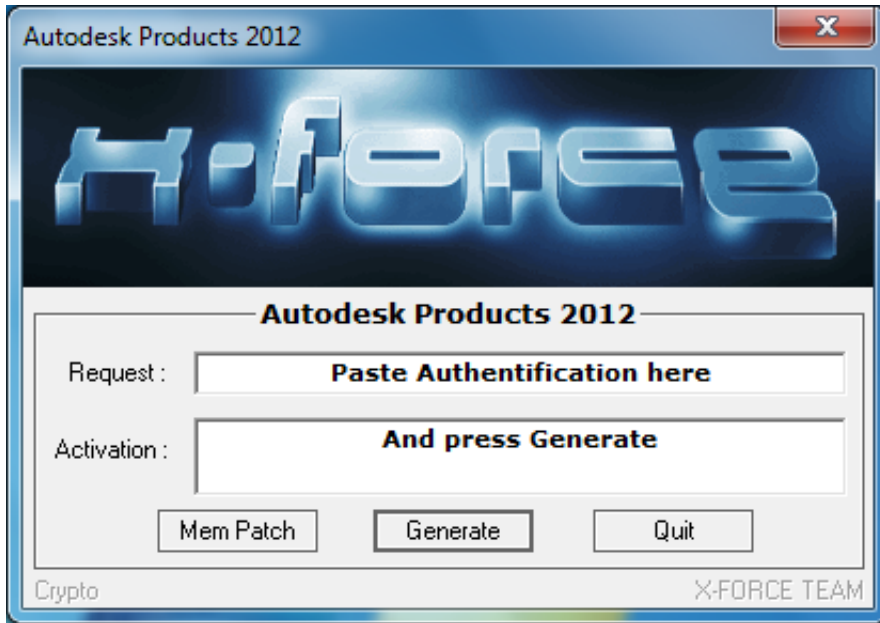 Autodesk Products 2012
X-force
Autodesk Products 2012
Request :
Paste Authentification here
Activation :
And press Generate
Mem Patch
Generate
Quit
Crypto
X-FORCE TEAM